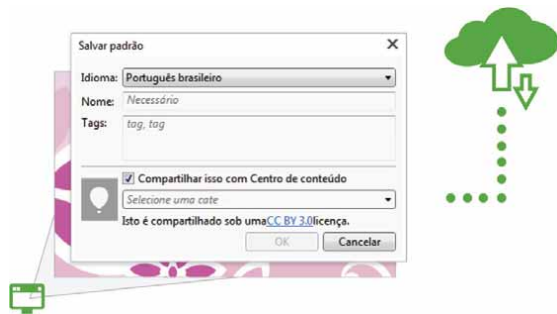 Salvar padrão
Idioma: Português brasileiro
Nome: Necessário
Tags: tag, tag
Compartilhar isso com Centro de conteúdo
Selecione uma cate
Isto é compartilhado sob umaCC BY 3.0licença.
OK Cancelar